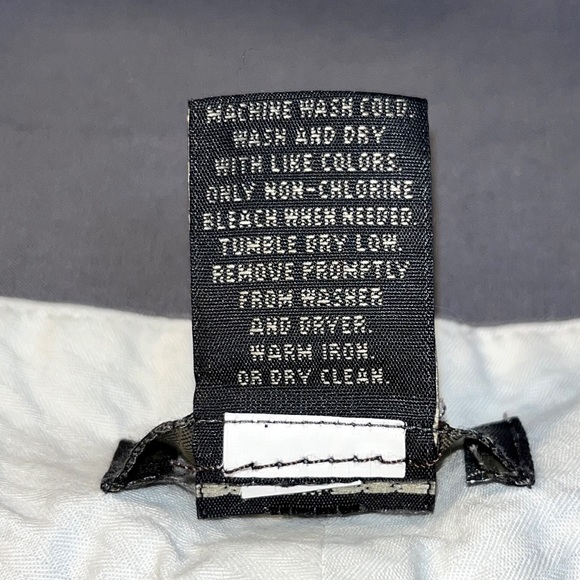 MACHINE WASH COLD.
WASH AND DRY
WITH LIKE COLORS
ONLY NON-CHLORINE
BLEACH WHEN NEEDED.
TUMBLE DRY LOW.
REMOVE PROMPTLY
FROM WASHER
AND DRYER.
WARM IRON.
OR DRY CLEAN.